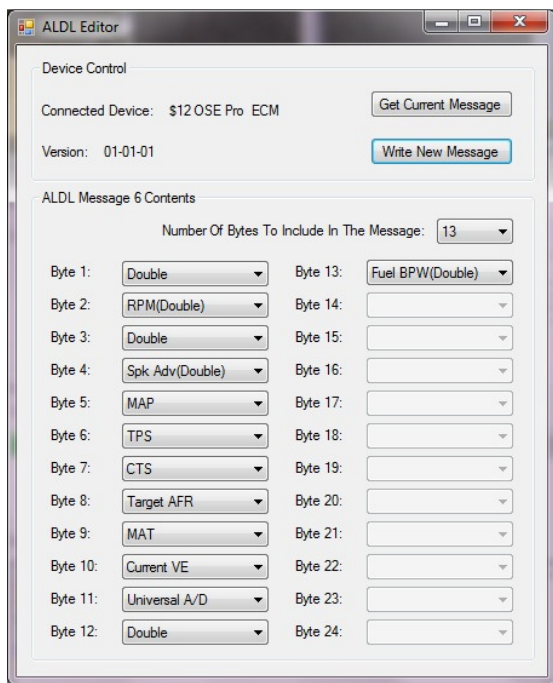 ALDL Editor
Device Control
Connected Device: $12 OSE Pro ECM
Get Current Message
Version: 01-01-01
Write New Message
ALDL Message 6 Contents
Number Of Bytes To Include In The Message: 13
Byte 1: Double
Byte 2: RPM(Double)
Byte 3: Double
Byte 4: Spk Adv(Double)
Byte 5: MAP
Byte 6: TPS
Byte 7: CTS
Byte 8: Target AFR
Byte 9: MAT
Byte 10: Current VE
Byte 11: Universal A/D
Byte 12: Double
Byte 13: Fuel BPW(Double)
Byte 14:
Byte 15:
Byte 16:
Byte 17:
Byte 18:
Byte 19:
Byte 20:
Byte 21:
Byte 22:
Byte 23:
Byte 24: